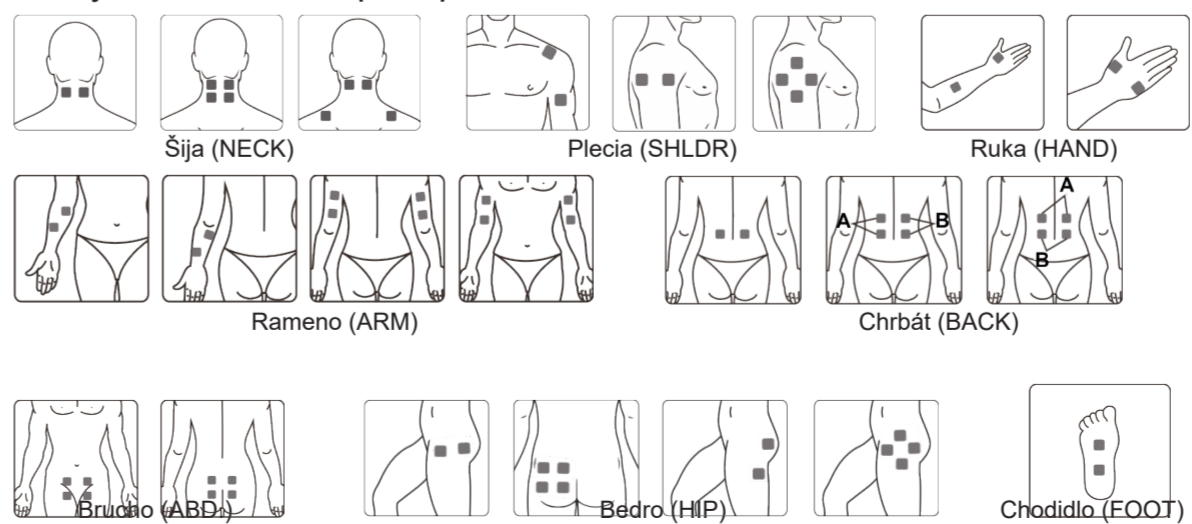 Šija (NECK)
Plecia (SHLDR)
Ruka (HAND)
A
B
A
B
Rameno (ARM)
Chrbát (BACK)
Brucho (ABD.)
Bedro (HIP)
Chodidlo (FOOT)